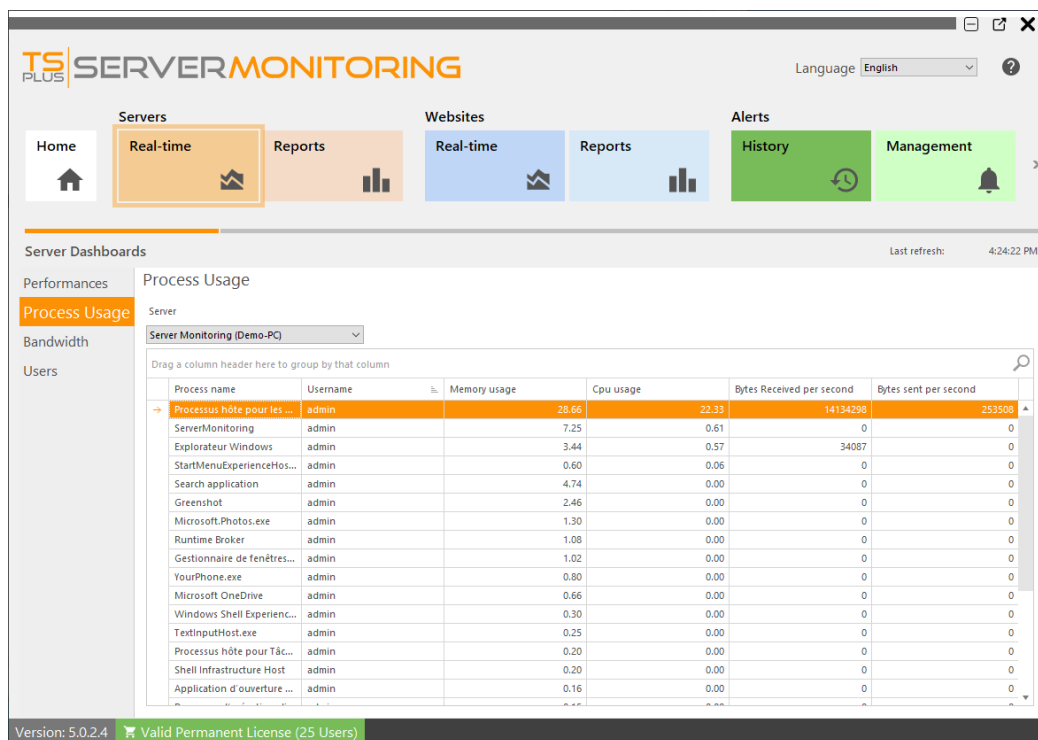 TS PLUS SERVERMONITORING
Language English
Servers Websites Alerts
Home Real-time Reports Real-time Reports History Management
Server Dashboards Last refresh: 4:24:22 PM
Performances
Process Usage
Bandwidth
Users
Process Usage
Server
Server Monitoring (Demo-PC)
Drag a column header here to group by that column
Process name Username Memory usage Cpu usage Bytes Received per second Bytes sent per second
Processus hôte pour les ... admin 28.66 22.33 14134298 253508
ServerMonitoring admin 7.25 0.61 0 0
Explorateur Windows admin 3.44 0.57 34087 0
StartMenuExperienceHos... admin 0.60 0.06 0 0
Search application admin 4.74 0.00 0 0
Greenshot admin 2.46 0.00 0 0
Microsoft.Photos.exe admin 1.30 0.00 0 0
Runtime Broker admin 1.08 0.00 0 0
Gestionnaire de fenêtres... admin 1.02 0.00 0 0
YourPhone.exe admin 0.80 0.00 0 0
Microsoft OneDrive admin 0.66 0.00 0 0
Windows Shell Experienc... admin 0.30 0.00 0 0
TextInputHost.exe admin 0.25 0.00 0 0
Processus hôte pour Tâc... admin 0.20 0.00 0 0
Shell Infrastructure Host admin 0.20 0.00 0 0
Application d'ouverture ... admin 0.16 0.00 0 0
Version: 5.0.2.4 Valid Permanent License (25 Users)